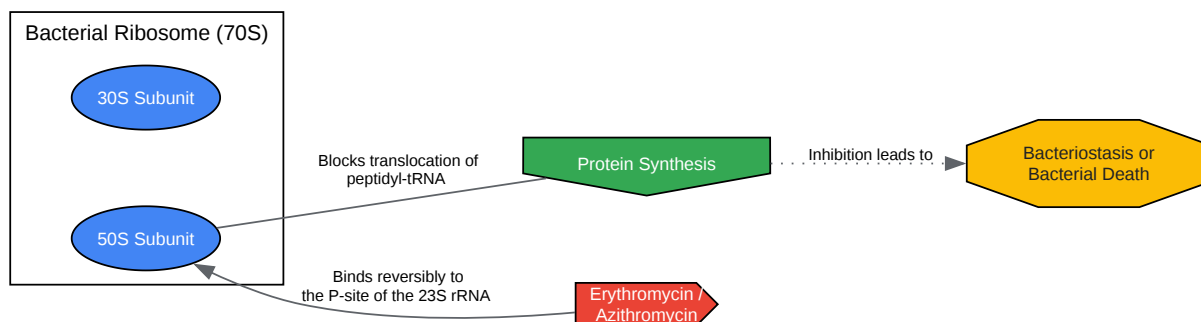 Bacterial Ribosome (70S)
30S Subunit
50S Subunit
Blocks translocation of
peptidyl-tRNA
Protein Synthesis
Inhibition leads to
Bacteriostasis or
Bacterial Death
Binds reversibly to
the P-site of the 23S rRNA
Erythromycin /
Azithromycin